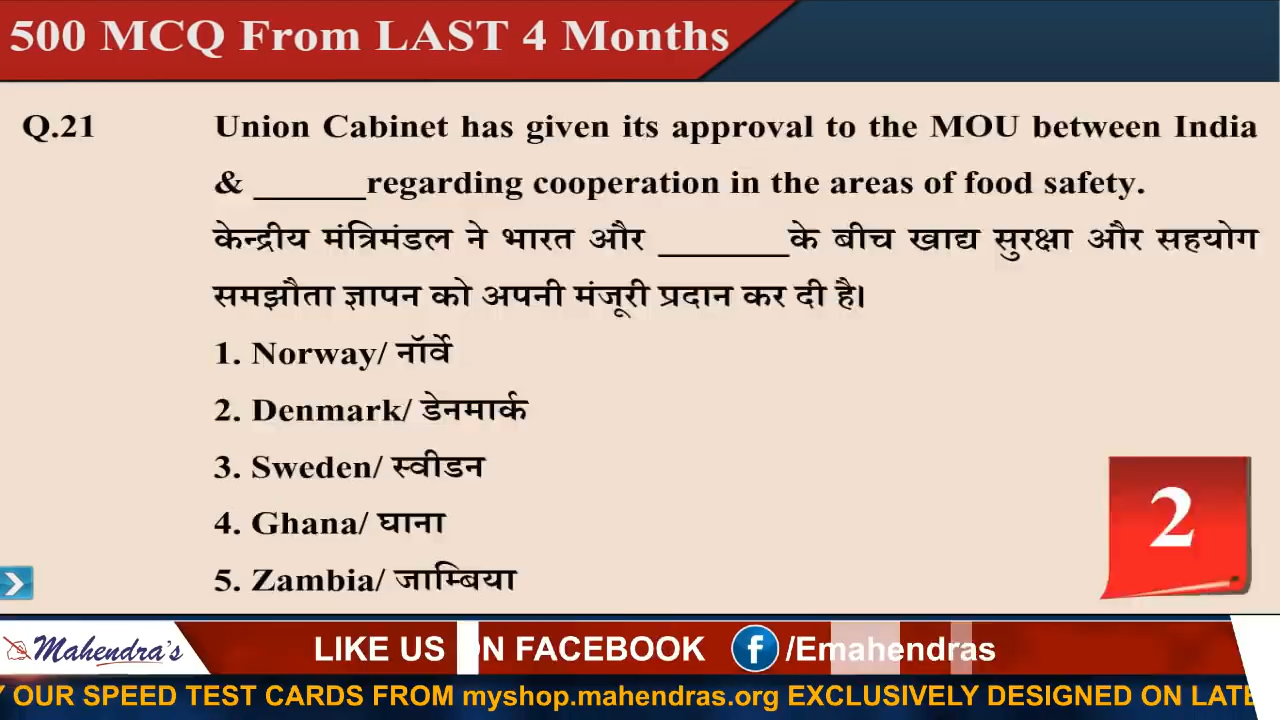 500 MCQ From LAST 4 Months
Q.21 Union Cabinet has given its approval to the MOU between India
& ______regarding cooperation in the areas of food safety.
केन्द्रीय मंत्रिमंडल ने भारत और _______के बीच खाद्य सुरक्षा और सहयोग
समझौता ज्ञापन को अपनी मंजूरी प्रदान कर दी है।
1. Norway/ नॉर्वे
2. Denmark/ डेनमार्क
3. Sweden/ स्वीडन
4. Ghana/ घाना
5. Zambia/ जाम्बिया
2
Mahendra's
LIKE US ON FACEBOOK f /Emahendras
Y OUR SPEED TEST CARDS FROM myshop.mahendras.org EXCLUSIVELY DESIGNED ON LATE